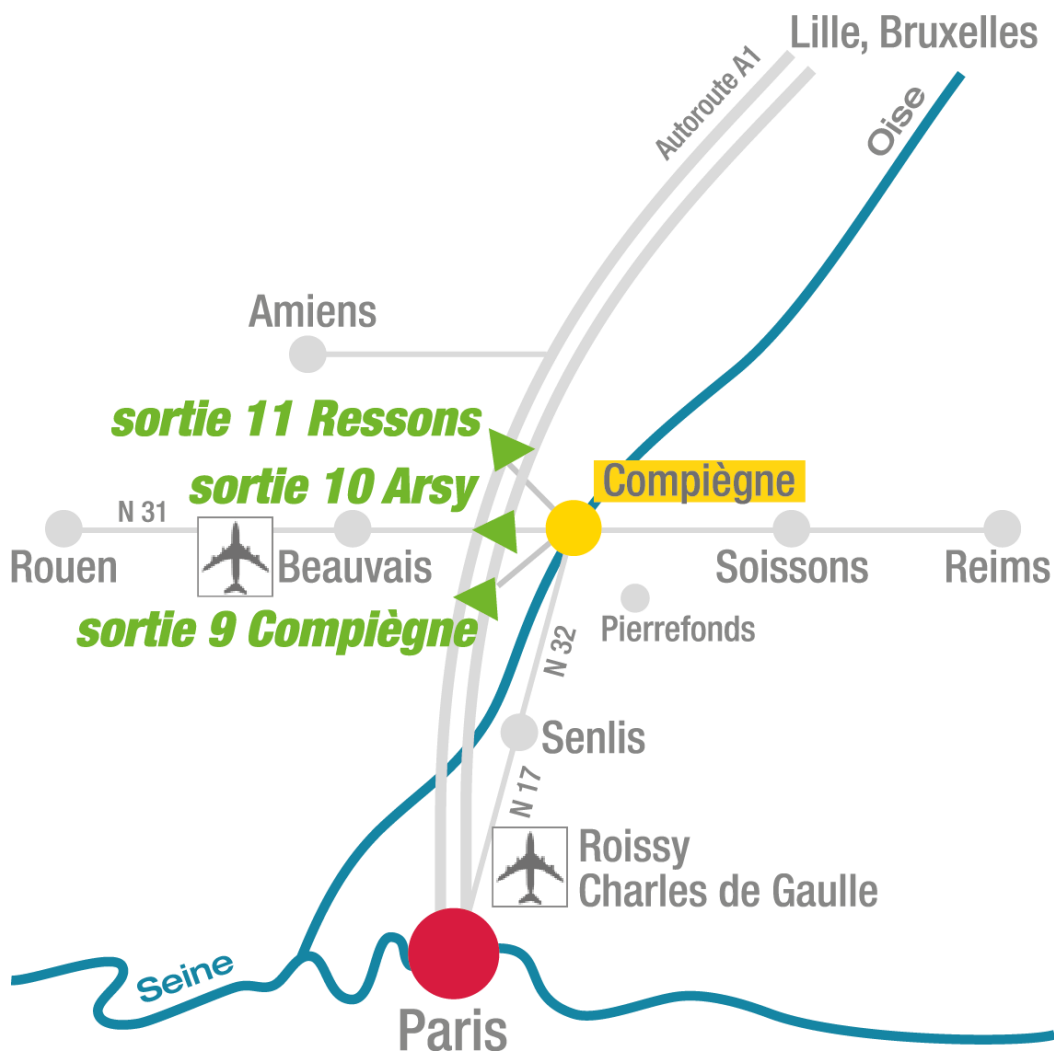 Lille, Bruxelles
Autoroute A1
Oise
Amiens
sortie 11 Ressons
sortie 10 Arsy
Compiègne
N 31
Rouen
Beauvais
Soissons
Reims
sortie 9 Compiègne
Pierrefonds
N 32
Senlis
N 17
Roissy
Charles de Gaulle
Seine
Paris